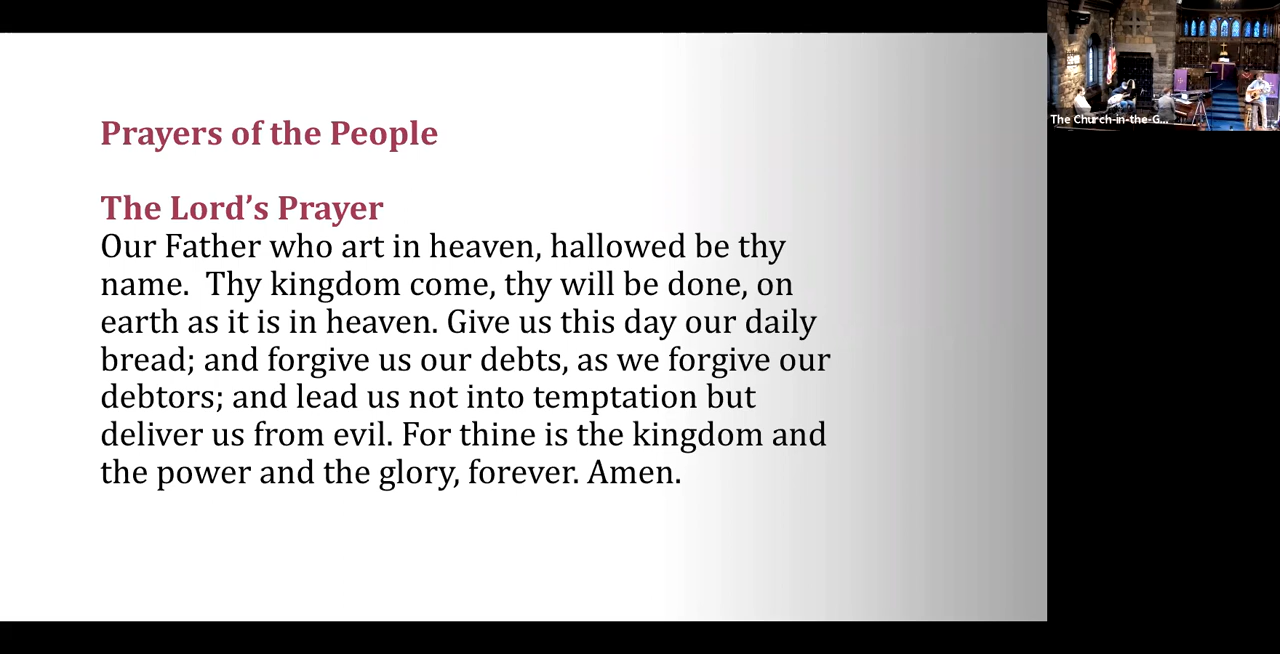 Prayers of the People
The Lord’s Prayer
Our Father who art in heaven, hallowed be thy
name.  Thy kingdom come, thy will be done, on
earth as it is in heaven. Give us this day our daily
bread; and forgive us our debts, as we forgive our
debtors; and lead us not into temptation but
deliver us from evil. For thine is the kingdom and
the power and the glory, forever. Amen.
The Church-in-the-G...